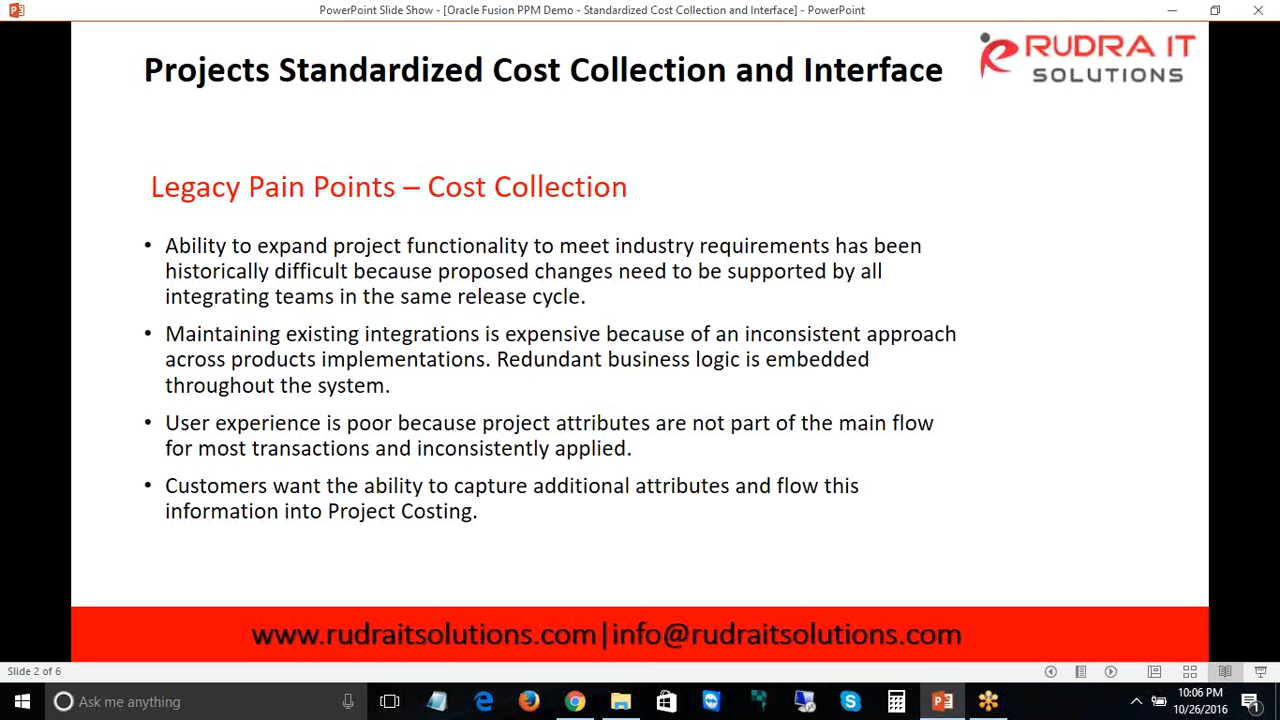 PowerPoint Slide Show - [Oracle Fusion PPM Demo - Standardized Cost Collection and Interface] - PowerPoint
Projects Standardized Cost Collection and Interface
RUDRA IT
SOLUTIONS
Legacy Pain Points – Cost Collection
• Ability to expand project functionality to meet industry requirements has been
historically difficult because proposed changes need to be supported by all
integrating teams in the same release cycle.
• Maintaining existing integrations is expensive because of an inconsistent approach
across products implementations. Redundant business logic is embedded
throughout the system.
• User experience is poor because project attributes are not part of the main flow
for most transactions and inconsistently applied.
• Customers want the ability to capture additional attributes and flow this
information into Project Costing.
www.rudraitsolutions.com|info@rudraitsolutions.com
Slide 2 of 6
Ask me anything
10:06 PM
10/26/2016
1